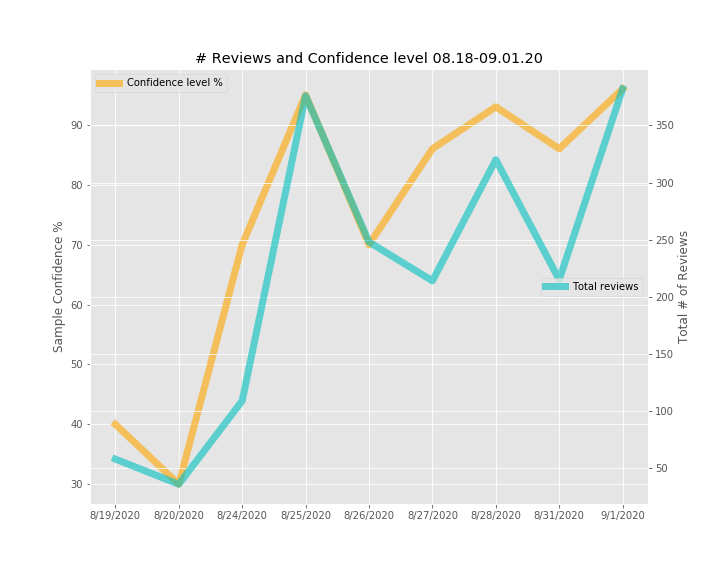 # Reviews and Confidence level 08.18-09.01.20
Confidence level %
Sample Confidence %
90
80
70
60
50
40
30
Total reviews
350
300
250
200
150
100
50
Total # of Reviews
8/19/2020 8/20/2020 8/24/2020 8/25/2020 8/26/2020 8/27/2020 8/28/2020 8/31/2020 9/1/2020